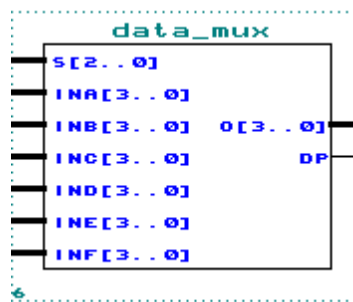 data_mux
S[2..0]
INA[3..0]
INB[3..0] O[3..0]
INC[3..0] DP
IND[3..0]
INE[3..0]
INF[3..0]
6